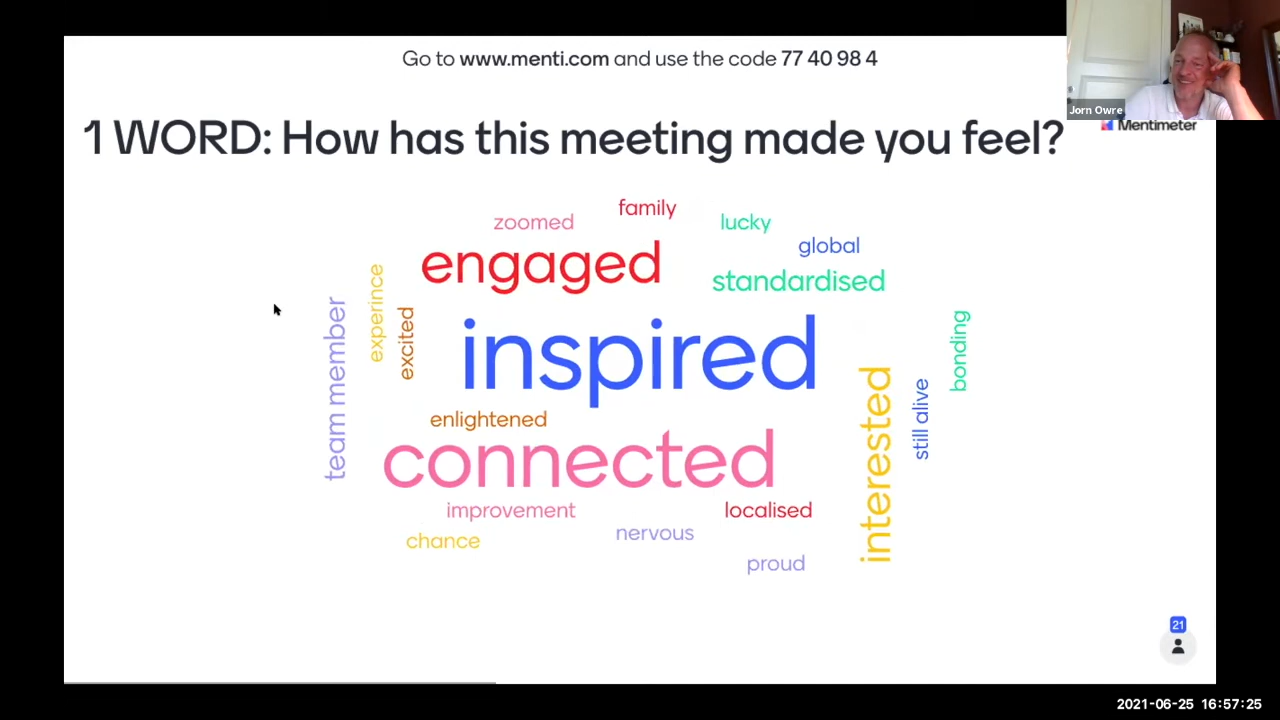 Go to www.menti.com and use the code 77 40 98 4
Jorn Owre
Mentimeter
1 WORD: How has this meeting made you feel?
family
zoomed
lucky
global
engaged
standardised
experince
excited
team member
inspired
bonding
still alive
interested
enlightened
connected
improvement
localised
nervous
chance
proud
21
2021-06-25 16:57:25